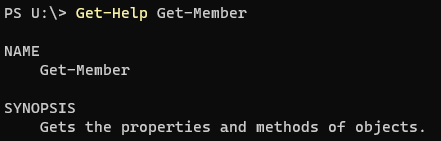 PS U:\> Get-Help Get-Member
NAME
Get-Member
SYNOPSIS
Gets the properties and methods of objects.